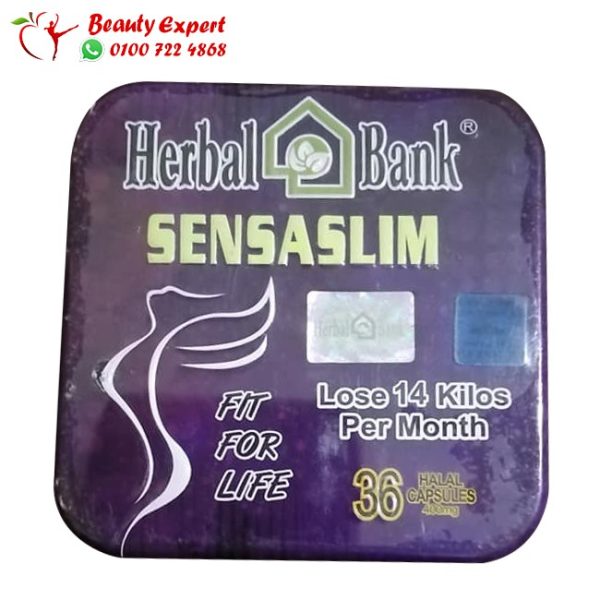 Beauty Expert
0100 722 4868
Herbal Bank®
SENSASLIM
Herbal Bank
FIT
FOR
LIFE
Lose 14 Kilos
Per Month
36
HALAL
CAPSULES
400mg